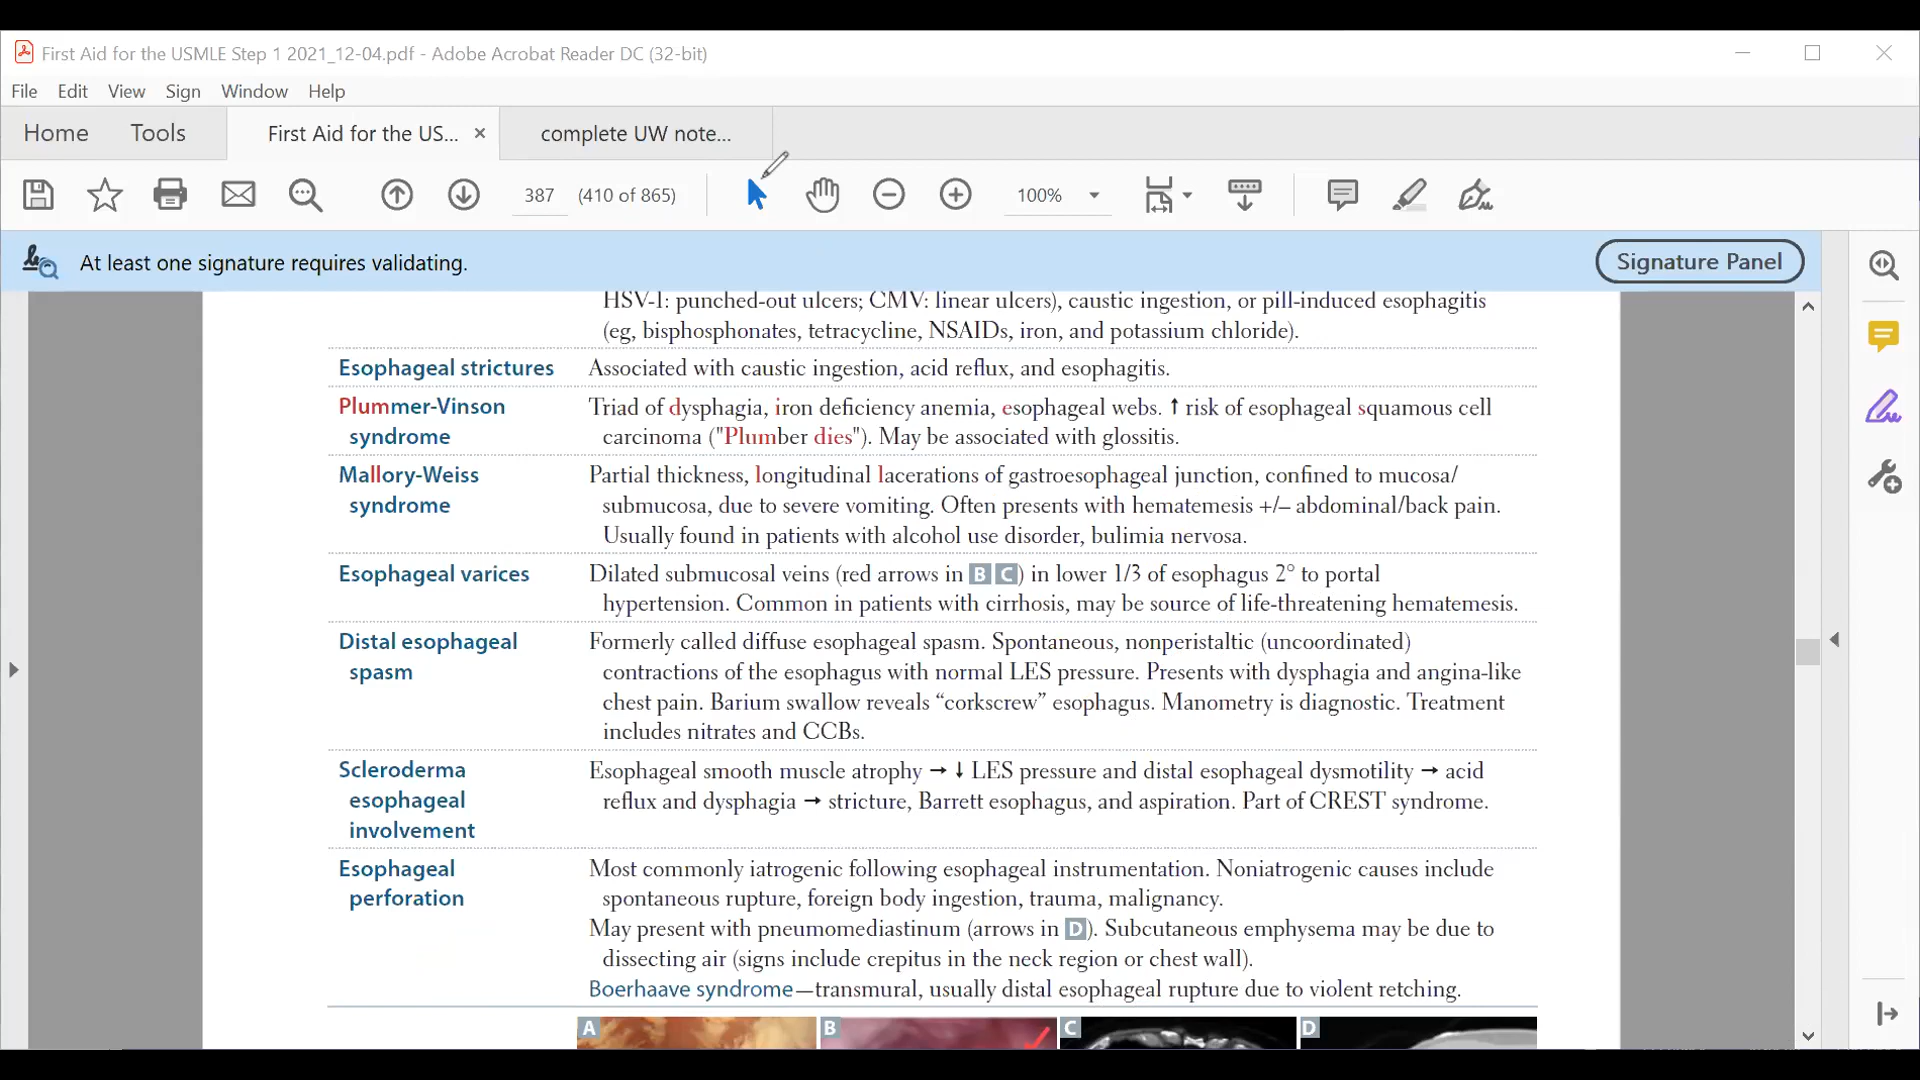 First Aid for the USMLE Step 1 2021_12-04.pdf - Adobe Acrobat Reader DC (32-bit)
File Edit View Sign Window Help
Home Tools First Aid for the US... × complete UW note...
387 (410 of 865) 100%
At least one signature requires validating. Signature Panel
HSV-1: punched-out ulcers; CMV: linear ulcers), caustic ingestion, or pill-induced esophagitis
(eg, bisphosphonates, tetracycline, NSAIDs, iron, and potassium chloride).
Esophageal strictures Associated with caustic ingestion, acid reflux, and esophagitis.
Plummer-Vinson Triad of dysphagia, iron deficiency anemia, esophageal webs. ↑ risk of esophageal squamous cell
syndrome carcinoma ("Plumber dies"). May be associated with glossitis.
Mallory-Weiss Partial thickness, longitudinal lacerations of gastroesophageal junction, confined to mucosa/
syndrome submucosa, due to severe vomiting. Often presents with hematemesis +/– abdominal/back pain.
Usually found in patients with alcohol use disorder, bulimia nervosa.
Esophageal varices Dilated submucosal veins (red arrows in B C) in lower 1/3 of esophagus 2° to portal
hypertension. Common in patients with cirrhosis, may be source of life-threatening hematemesis.
Distal esophageal Formerly called diffuse esophageal spasm. Spontaneous, nonperistaltic (uncoordinated)
spasm contractions of the esophagus with normal LES pressure. Presents with dysphagia and angina-like
chest pain. Barium swallow reveals “corkscrew” esophagus. Manometry is diagnostic. Treatment
includes nitrates and CCBs.
Scleroderma Esophageal smooth muscle atrophy → ↓ LES pressure and distal esophageal dysmotility → acid
esophageal reflux and dysphagia → stricture, Barrett esophagus, and aspiration. Part of CREST syndrome.
involvement
Esophageal Most commonly iatrogenic following esophageal instrumentation. Noniatrogenic causes include
perforation spontaneous rupture, foreign body ingestion, trauma, malignancy.
May present with pneumomediastinum (arrows in D). Subcutaneous emphysema may be due to
dissecting air (signs include crepitus in the neck region or chest wall).
Boerhaave syndrome—transmural, usually distal esophageal rupture due to violent retching.
A B C D